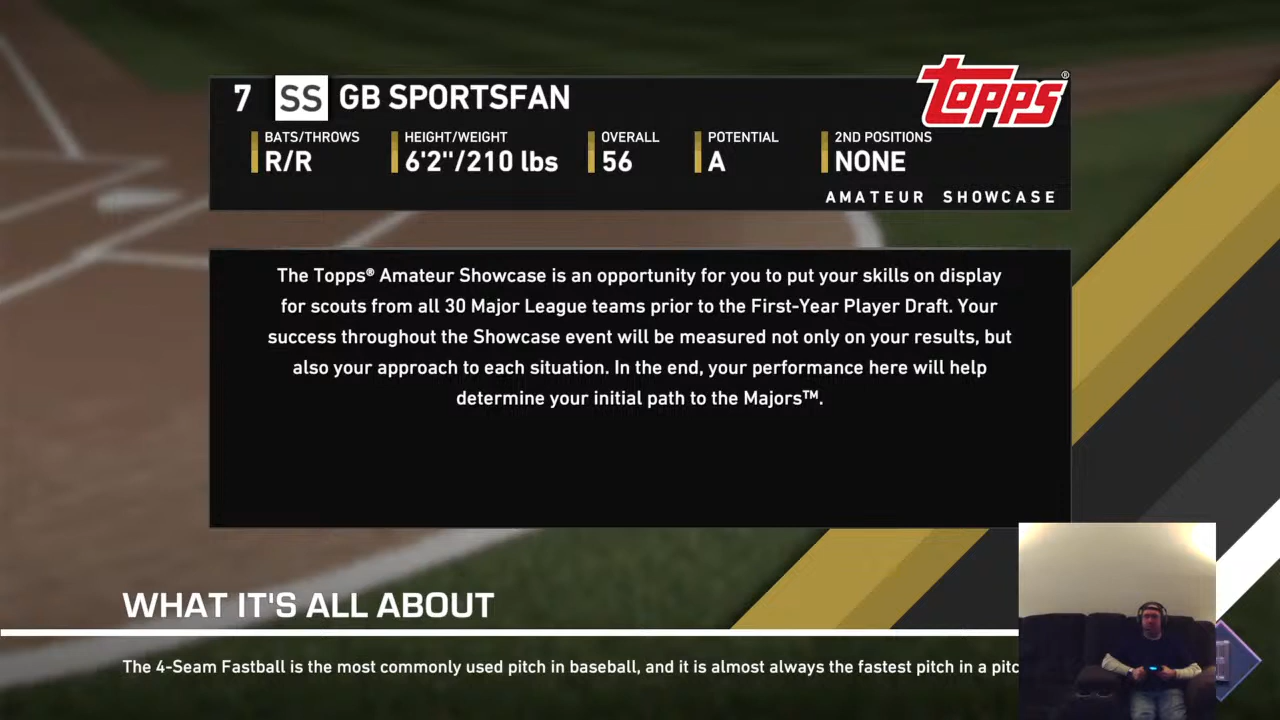 7 SS GB SPORTSFAN
topps®
BATS/THROWS HEIGHT/WEIGHT OVERALL POTENTIAL 2ND POSITIONS
R/R 6'2"/210 lbs 56 A NONE
AMATEUR SHOWCASE
The Topps® Amateur Showcase is an opportunity for you to put your skills on display
for scouts from all 30 Major League teams prior to the First-Year Player Draft. Your
success throughout the Showcase event will be measured not only on your results, but
also your approach to each situation. In the end, your performance here will help
determine your initial path to the Majors™.
WHAT IT'S ALL ABOUT
The 4-Seam Fastball is the most commonly used pitch in baseball, and it is almost always the fastest pitch in a pitc